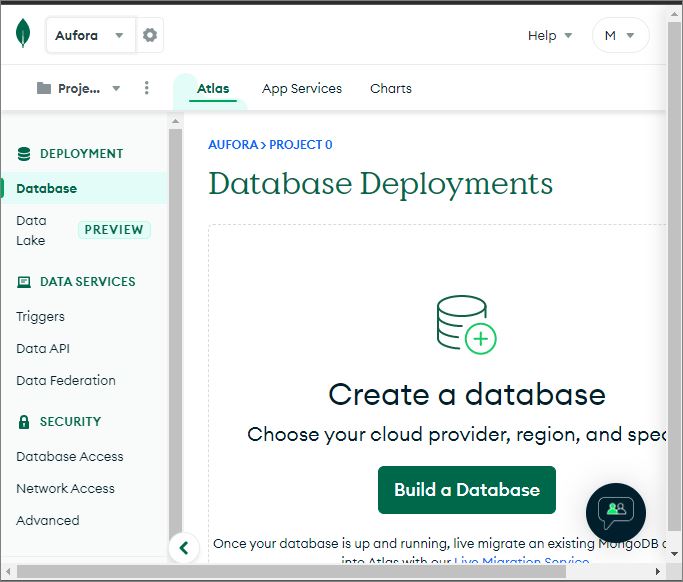 Aufora
Help
M
Proje...
Atlas
App Services
Charts
DEPLOYMENT
Database
Data
Lake
PREVIEW
DATA SERVICES
Triggers
Data API
Data Federation
SECURITY
Database Access
Network Access
Advanced
AUFORA > PROJECT 0
Database Deployments
Create a database
Choose your cloud provider, region, and spec
Build a Database
Once your database is up and running, live migrate an existing MongoDB
into Atlas with our Live Migration Service